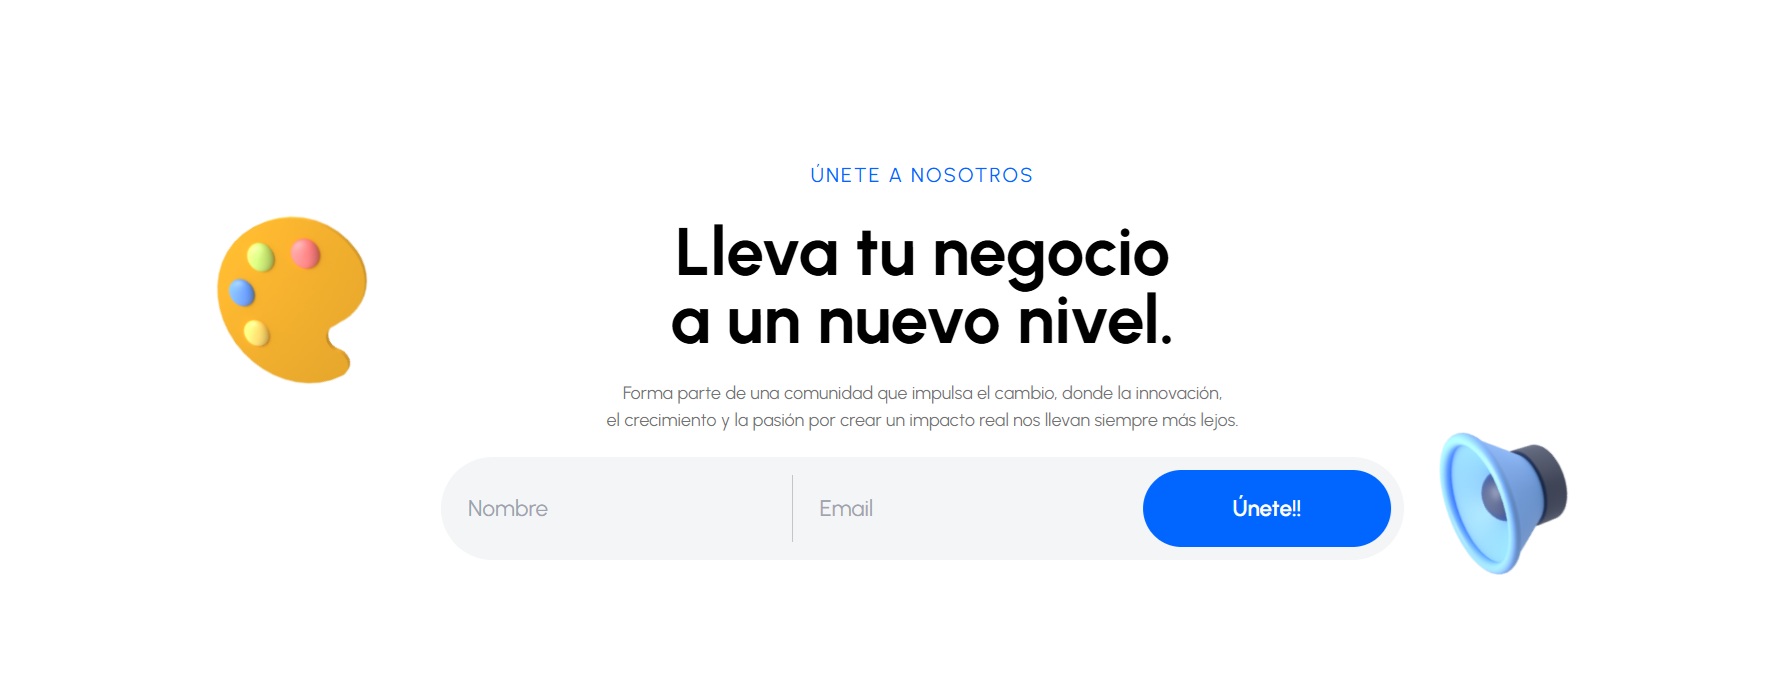 ÚNETE A NOSOTROS
Lleva tu negocio
a un nuevo nivel.
Forma parte de una comunidad que impulsa el cambio, donde la innovación,
el crecimiento y la pasión por crear un impacto real nos llevan siempre más lejos.
Nombre
Email
Únete!!